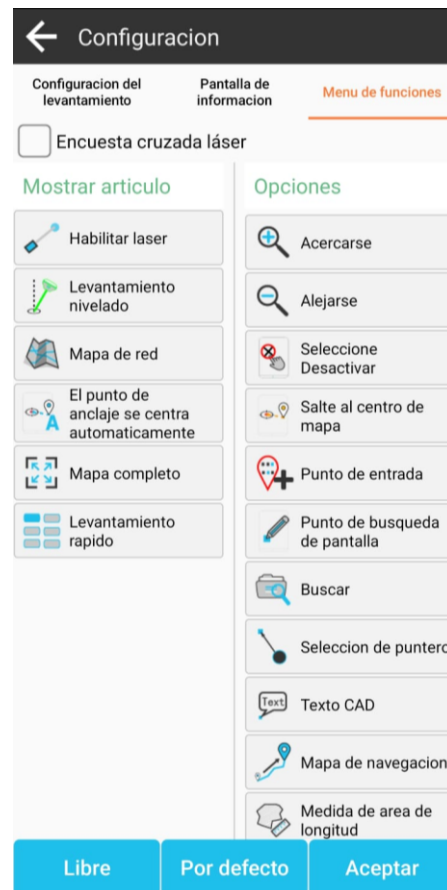 Configuracion
Configuracion del
levantamiento
Pantalla de
informacion
Menu de funciones
Encuesta cruzada láser
Mostrar articulo
Habilitar laser
Levantamiento
nivelado
Mapa de red
El punto de
anclaje se centra
automaticamente
A
Mapa completo
Levantamiento
rapido
Opciones
Acercarse
Alejarse
Seleccione
Desactivar
Salte al centro de
mapa
Punto de entrada
Punto de busqueda
de pantalla
Buscar
Seleccion de puntero
Text
Texto CAD
Mapa de navegacion
Medida de area de
longitud
Libre
Por defecto
Aceptar